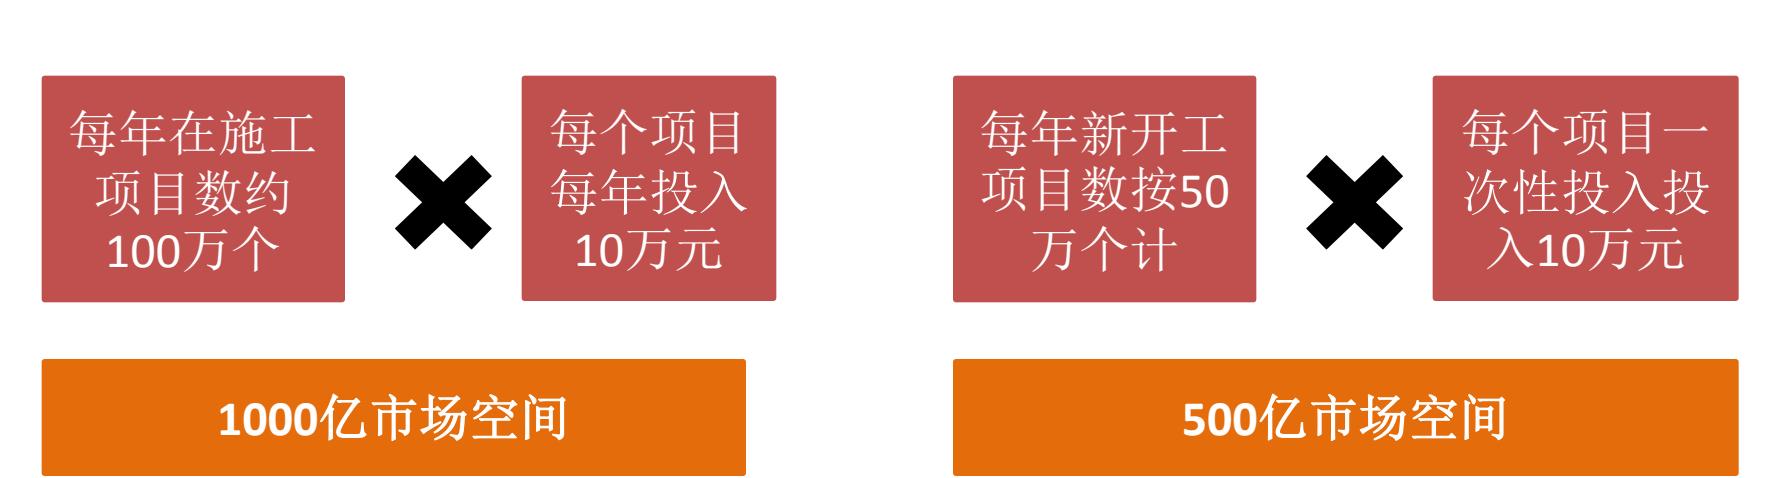 每年在施工
项目数约
100万个
每个项目
每年投入
10万元
每年新开工
项目数按50
万个计
每个项目一
次性投入投
入10万元
1000亿市场空间
500亿市场空间